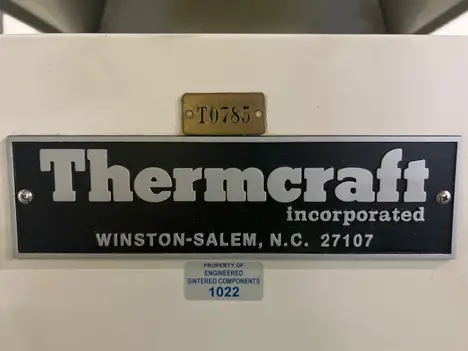 T0785
Thermcraft
incorporated
WINSTON-SALEM, N.C. 27107
PROPERTY OF
ENGINEERED
SINTERED COMPONENTS
1022